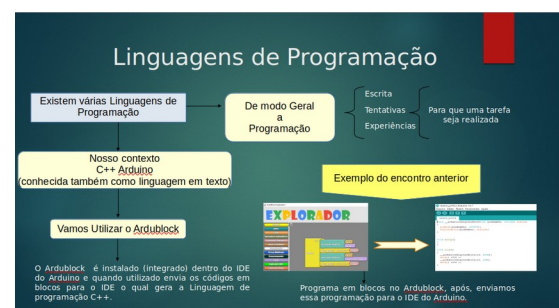 Linguagens de Programação
Existem várias Linguagens de
Programação
De modo Geral
a
Programação
Escrita
Tentativas
Experiências
Para que uma tarefa
seja realizada
Nosso contexto
C++ Arduino
(conhecida também como linguagem em texto)
Vamos Utilizar o Ardublock
O Ardublock é instalado (integrado) dentro do IDE
do Arduino e quando utilizado envia os códigos em
blocos para o IDE o qual gera a Linguagem de
programação C++.
Exemplo do encontro anterior
EXPLORADOR
Programa em blocos no Ardublock, após, enviamos
essa programação para o IDE do Arduino.